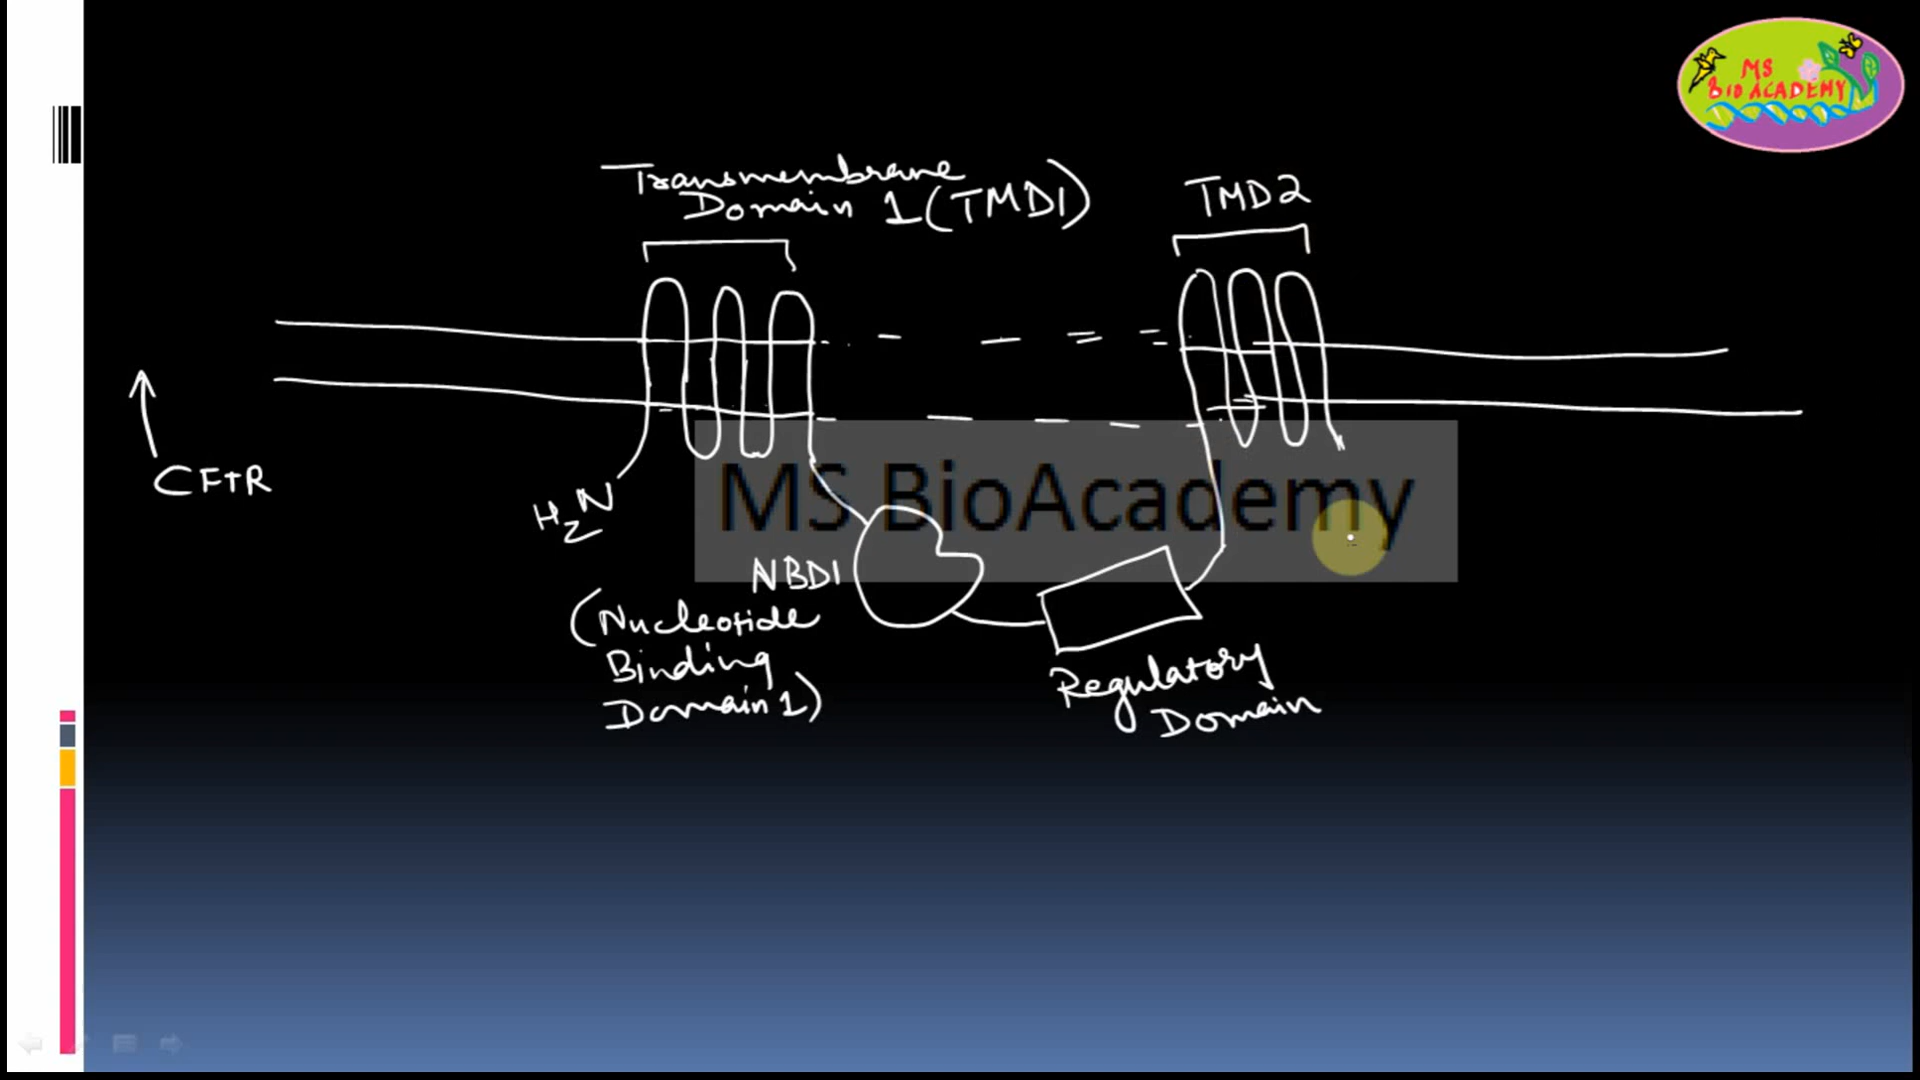 MS
BIO ACADEMY
Transmembrane
Domain 1 (TMD1)
TMD2
CFTR
H2N
MS BioAcademy
NBD1
(Nucleotide
Binding
Domain 1)
Regulatory
Domain